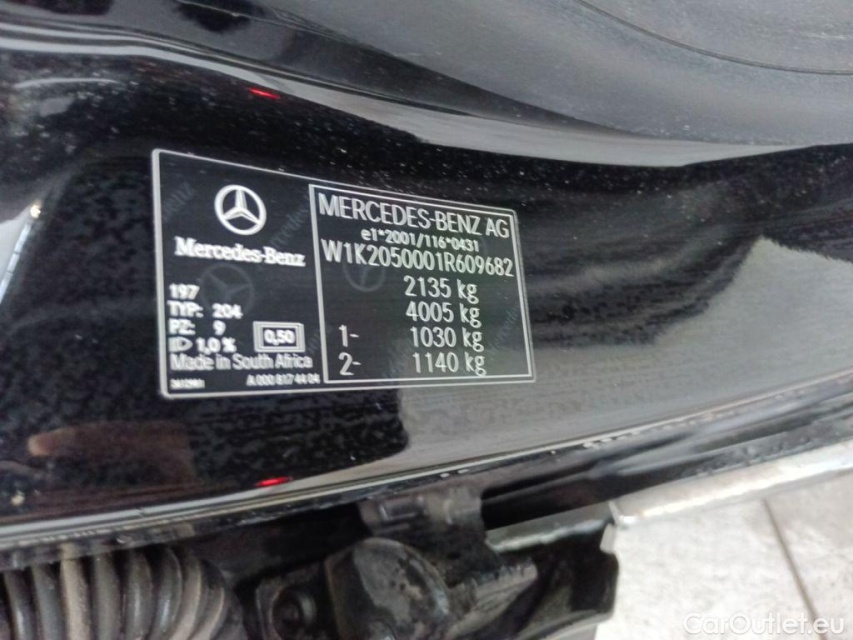 Mercedes-Benz
197
TYP: 204
PZ: 9
1,0 %
0,50
Made in South Africa
A 000 817 44 04
MERCEDES-BENZ AG
e1*2001/116*0431
W1K2050001R609682
2135 kg
4005 kg
1- 1030 kg
2- 1140 kg
CarOutlet.eu